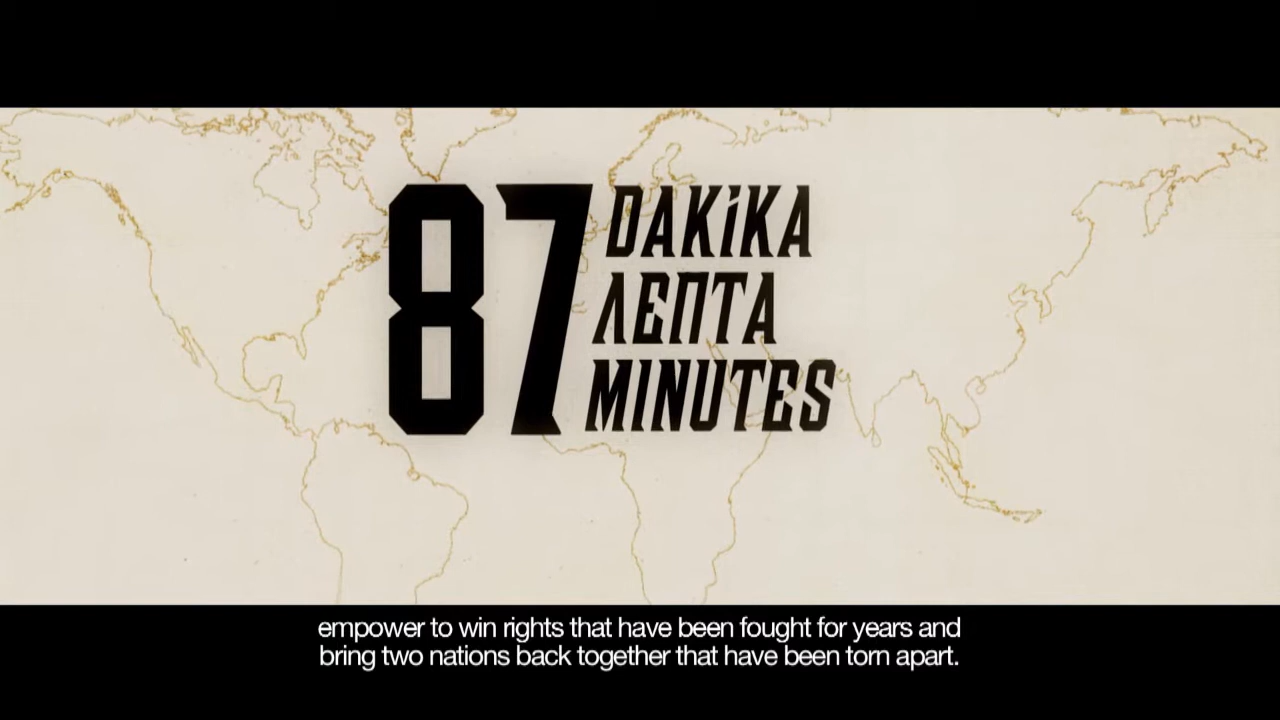 87
DAKİKA
ΛΕΠΤΑ
MINUTES
empower to win rights that have been fought for years and
bring two nations back together that have been torn apart.